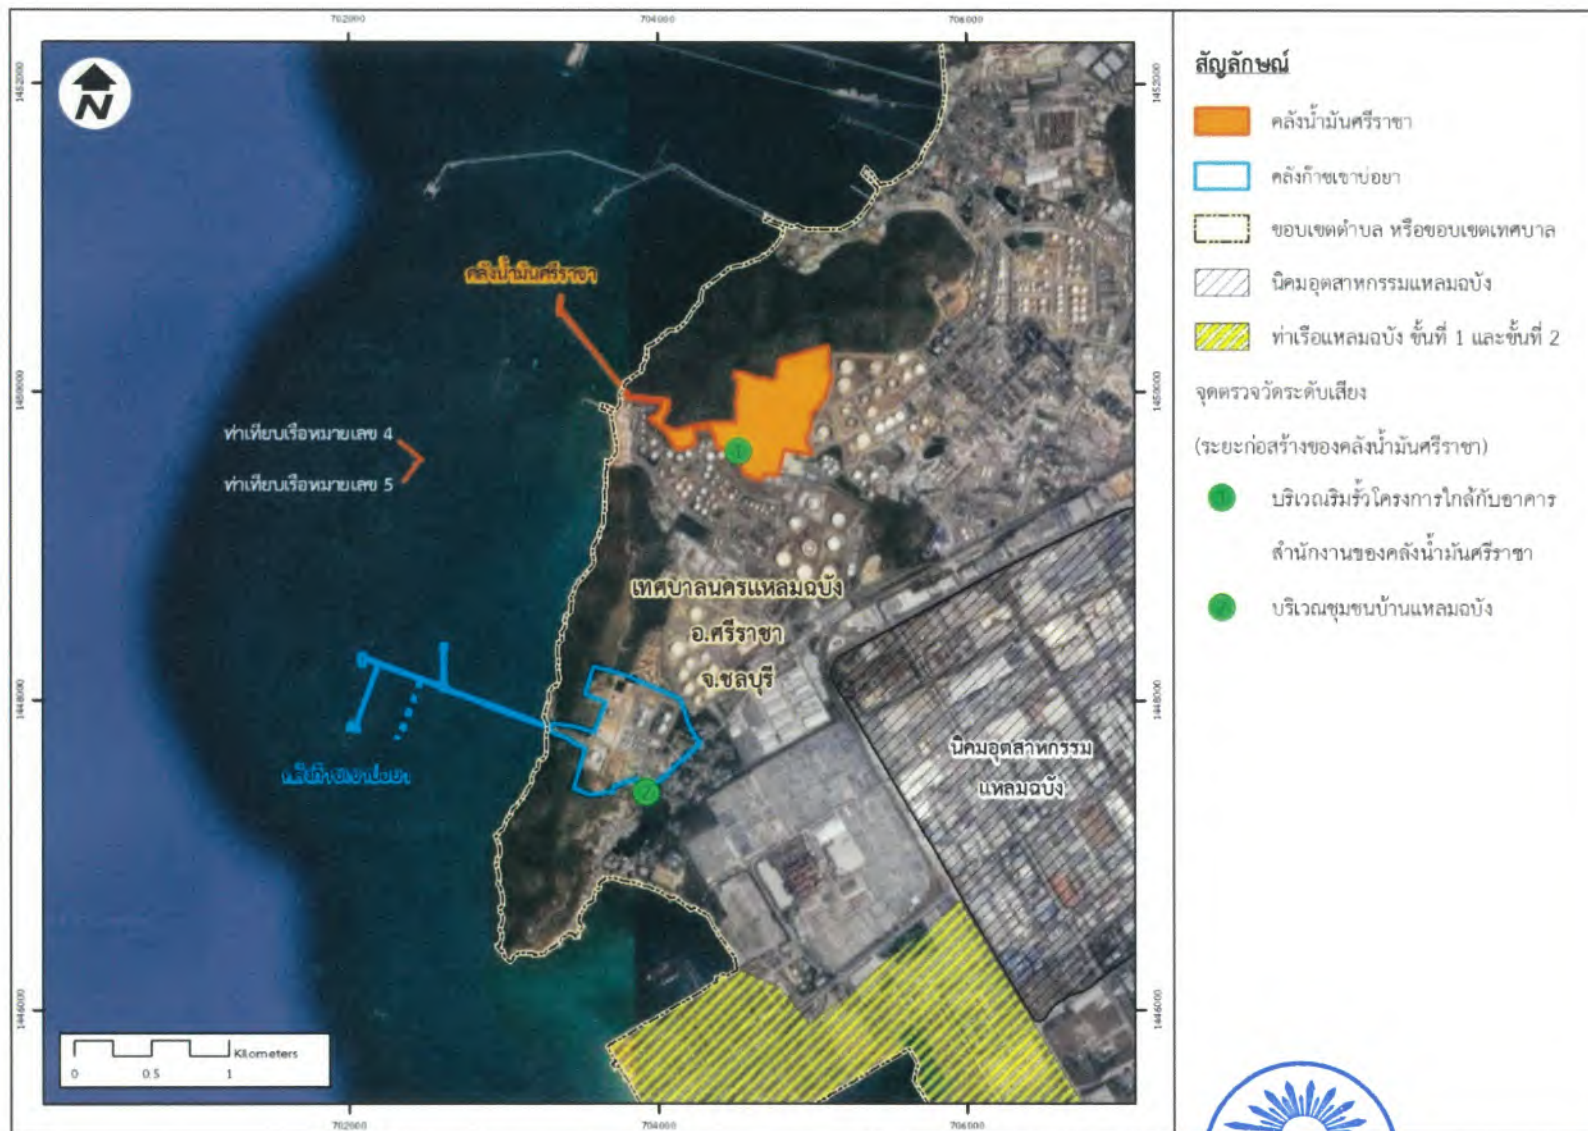 702000 704000 706000
1452000 1452000
N
สัญลักษณ์
คลังน้ำมันศรีราชา
คลังก๊าซเขาบ่อยา
ขอบเขตตำบล หรือขอบเขตเทศบาล
นิคมอุตสาหกรรมแหลมฉบัง
ท่าเรือแหลมฉบัง ขั้นที่ 1 และขั้นที่ 2
จุดตรวจวัดระดับเสียง
(ระยะก่อสร้างของคลังน้ำมันศรีราชา)
1 บริเวณริมรั้วโครงการใกล้กับอาคาร
สำนักงานของคลังน้ำมันศรีราชา
2 บริเวณชุมชนบ้านแหลมฉบัง
คลังน้ำมันศรีราชา
1450000 1450000
ท่าเทียบเรือหมายเลข 4
1
ท่าเทียบเรือหมายเลข 5
เทศบาลนครแหลมฉบัง
อ.ศรีราชา
จ.ชลบุรี
1448000 1448000
นิคมอุตสาหกรรม
แหลมฉบัง
คลังก๊าซเขาบ่อยา
2
1446000 1446000
Kilometers
0 0.5 1
702000 704000 706000